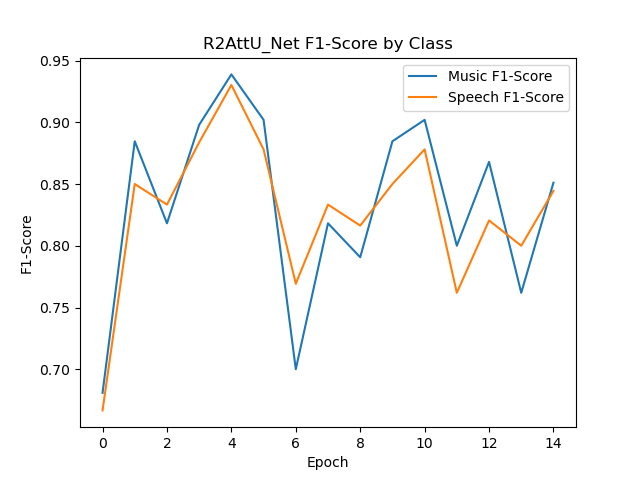 R2AttU_Net F1-Score by Class
Music F1-Score
Speech F1-Score
F1-Score
0.95
0.90
0.85
0.80
0.75
0.70
0 2 4 6 8 10 12 14
Epoch